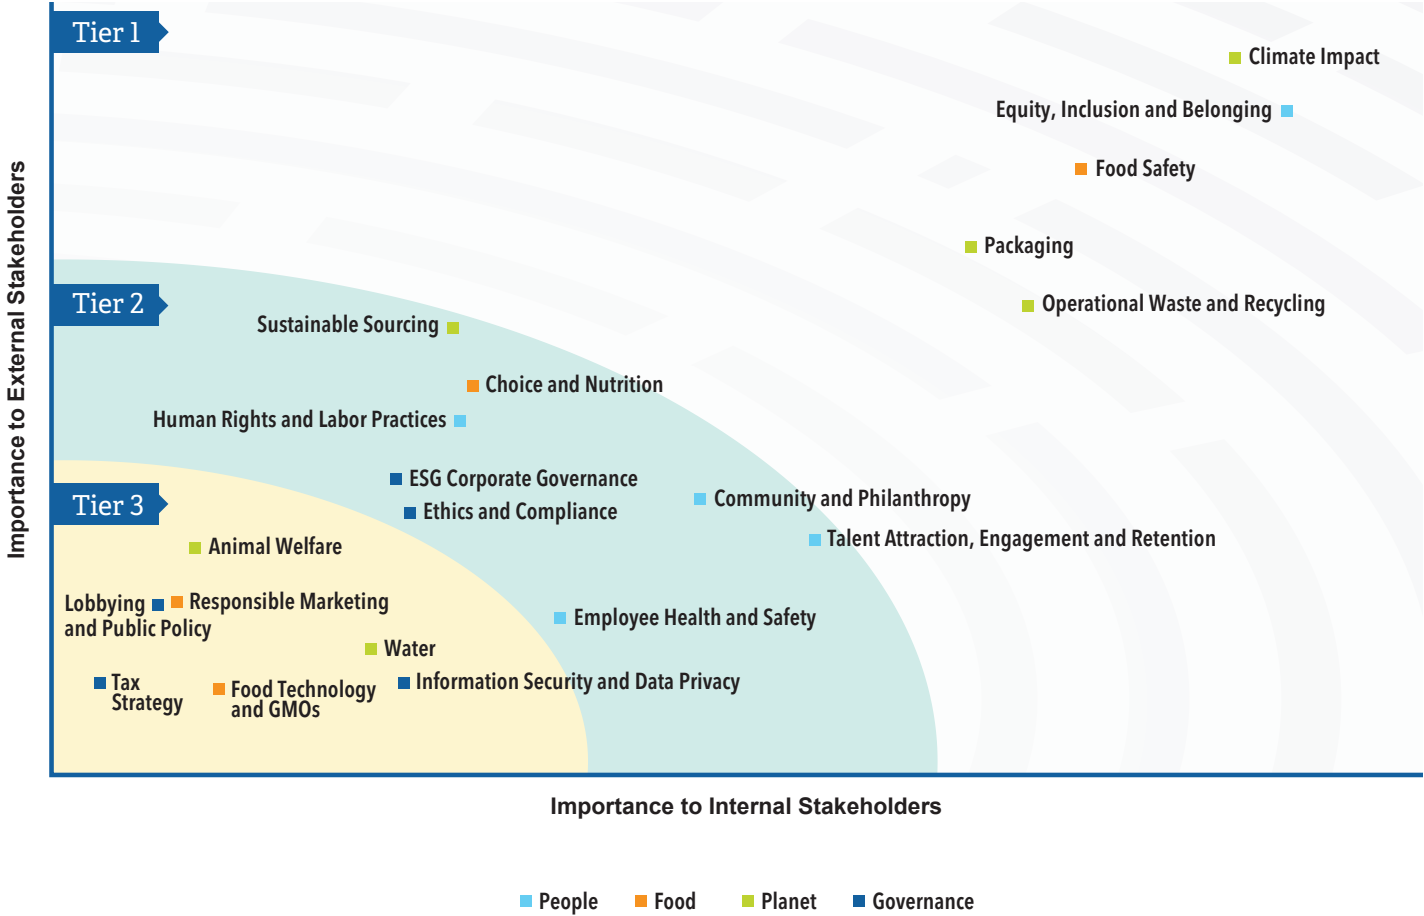 Tier 1
Climate Impact
Equity, Inclusion and Belonging
Food Safety
Packaging
Operational Waste and Recycling
Tier 2
Sustainable Sourcing
Choice and Nutrition
Human Rights and Labor Practices
ESG Corporate Governance
Ethics and Compliance
Community and Philanthropy
Talent Attraction, Engagement and Retention
Employee Health and Safety
Tier 3
Animal Welfare
Lobbying
and Public Policy
Responsible Marketing
Water
Tax
Strategy
Food Technology
and GMOs
Information Security and Data Privacy
Importance to External Stakeholders
Importance to Internal Stakeholders
People
Food
Planet
Governance